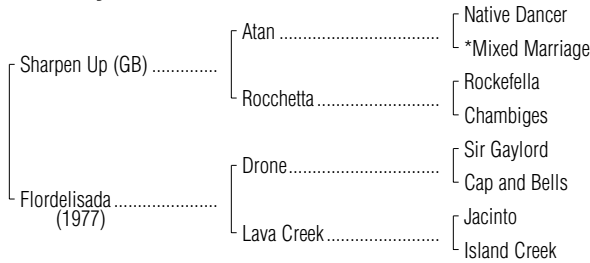 Native Dancer
Atan ..............................
*Mixed Marriage
Sharpen Up (GB) ..............
Rockefella
Rocchetta ........................
Chambiges
Sir Gaylord
Drone..............................
Cap and Bells
Flordelisada ......................
(1977)
Jacinto
Lava Creek ......................
Island Creek